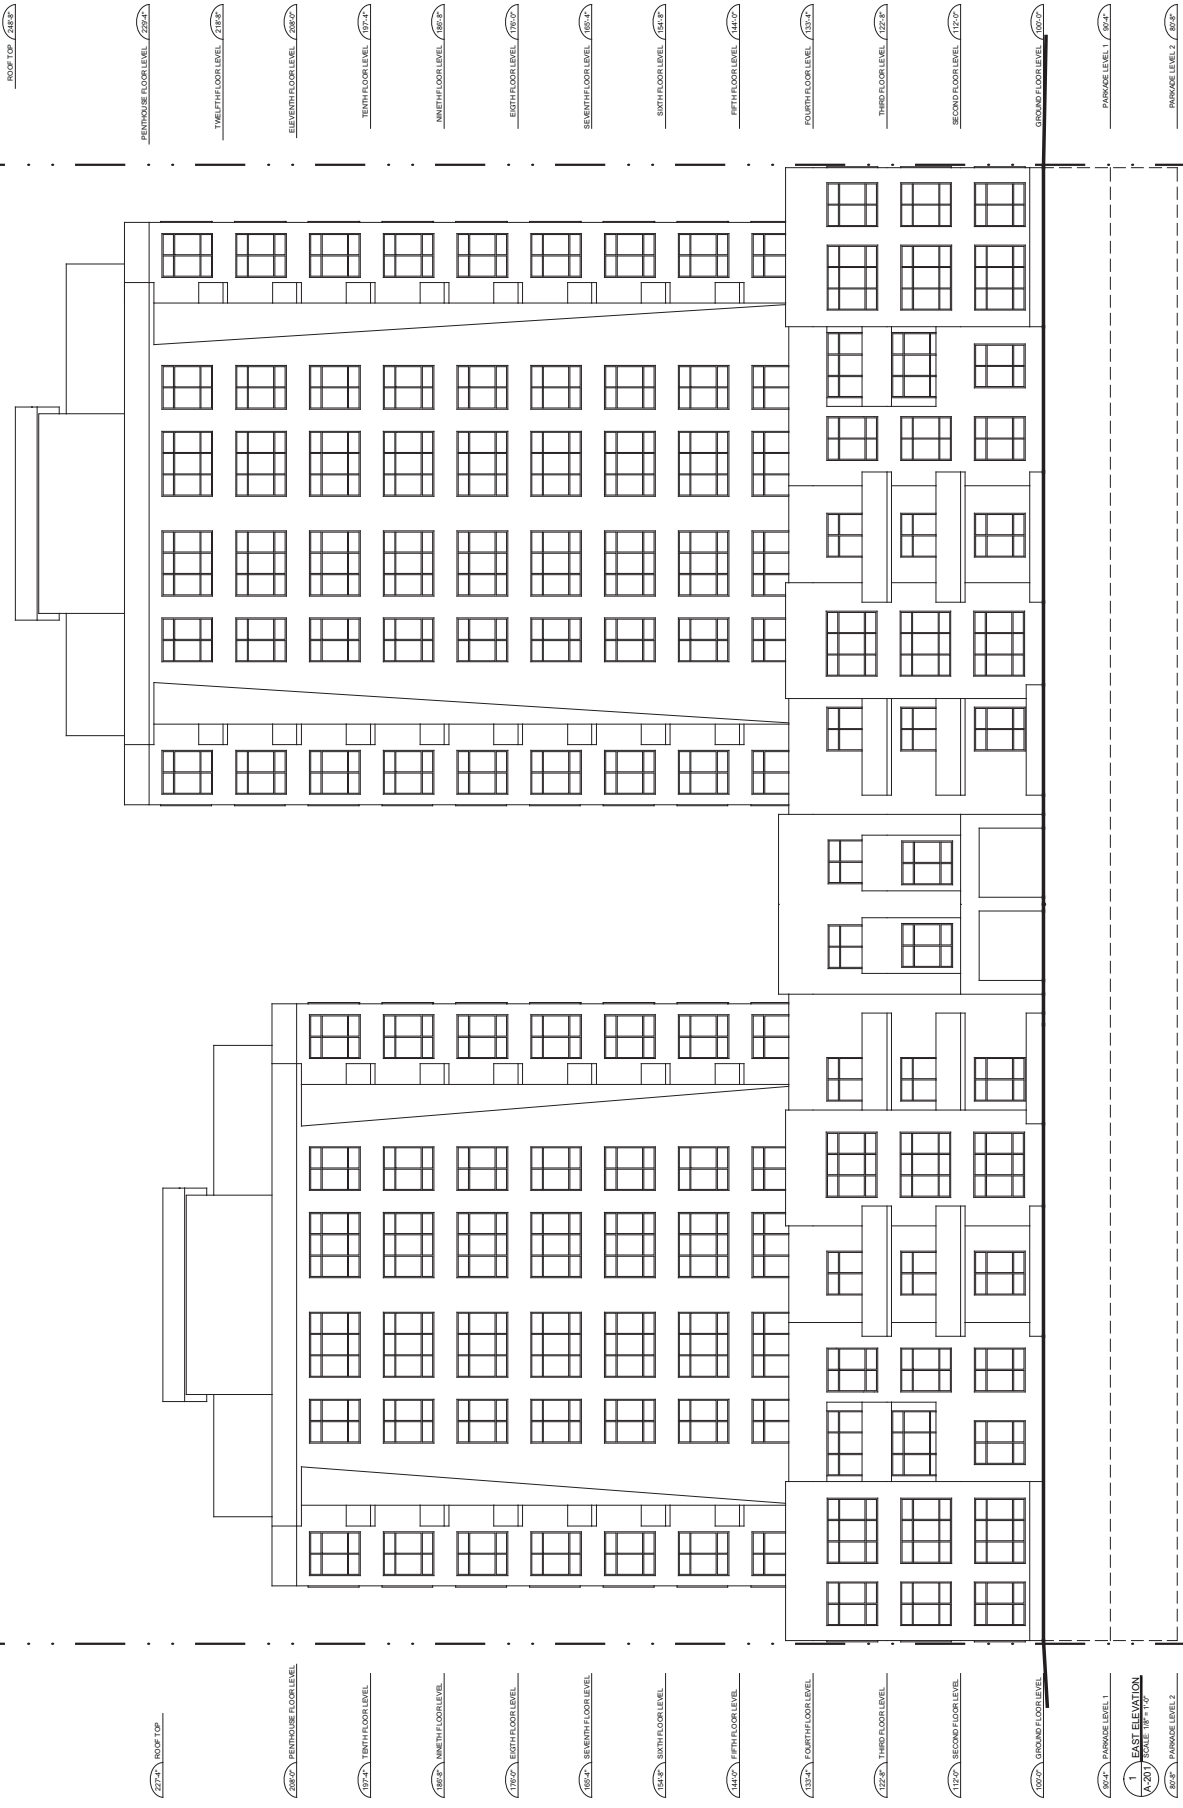 ROOF TOP 248'-8"
PENTHOUSE FLOOR LEVEL 229'-4"
TWELFTH FLOOR LEVEL 218'-8"
ELEVENTH FLOOR LEVEL 208'-0"
TENTH FLOOR LEVEL 197'-4"
NINETH FLOOR LEVEL 186'-8"
EIGTH FLOOR LEVEL 176'-0"
SEVENTH FLOOR LEVEL 165'-4"
SIXTH FLOOR LEVEL 154'-8"
FIFTH FLOOR LEVEL 144'-0"
FOURTH FLOOR LEVEL 133'-4"
THIRD FLOOR LEVEL 122'-8"
SECOND FLOOR LEVEL 112'-0"
GROUND FLOOR LEVEL 100'-0"
PARKADE LEVEL 1 90'-4"
PARKADE LEVEL 2 80'-8"
227'-4" ROOF TOP
208'-0" PENTHOUSE FLOOR LEVEL
197'-4" TENTH FLOOR LEVEL
186'-8" NINETH FLOOR LEVEL
176'-0" EIGTH FLOOR LEVEL
165'-4" SEVENTH FLOOR LEVEL
154'-8" SIXTH FLOOR LEVEL
144'-0" FIFTH FLOOR LEVEL
133'-4" FOURTH FLOOR LEVEL
122'-8" THIRD FLOOR LEVEL
112'-0" SECOND FLOOR LEVEL
100'-0" GROUND FLOOR LEVEL
90'-4" PARKADE LEVEL 1
1 EAST ELEVATION
A-201 SCALE: 1/8" = 1'-0"
80'-8" PARKADE LEVEL 2